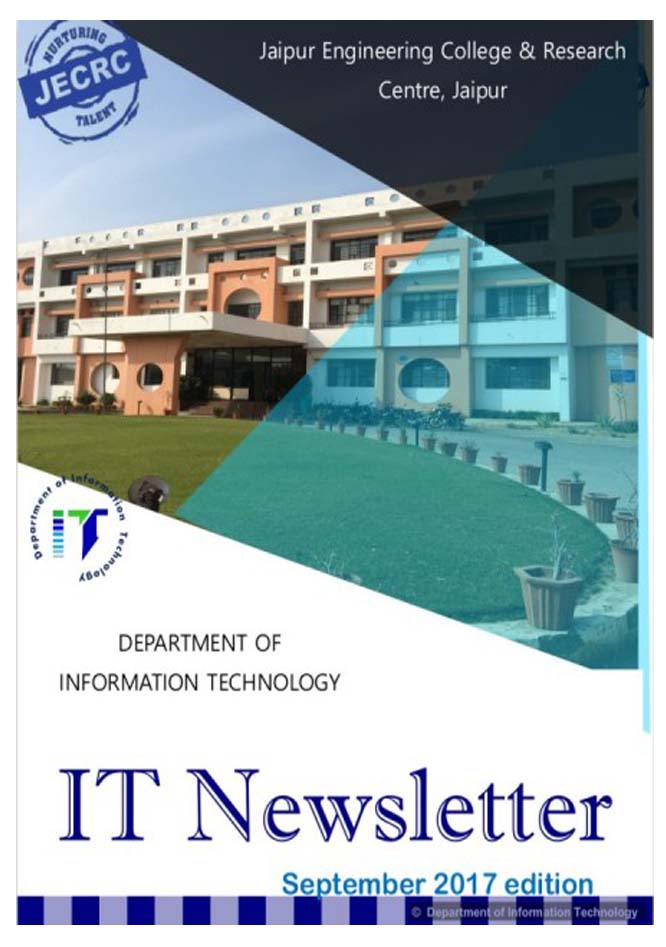 NURTURING
JECRC
TALENT
Jaipur Engineering College & Research
Centre, Jaipur
Department of Information Technology
IT
DEPARTMENT OF
INFORMATION TECHNOLOGY
IT Newsletter
September 2017 edition
© Department of Information Technology